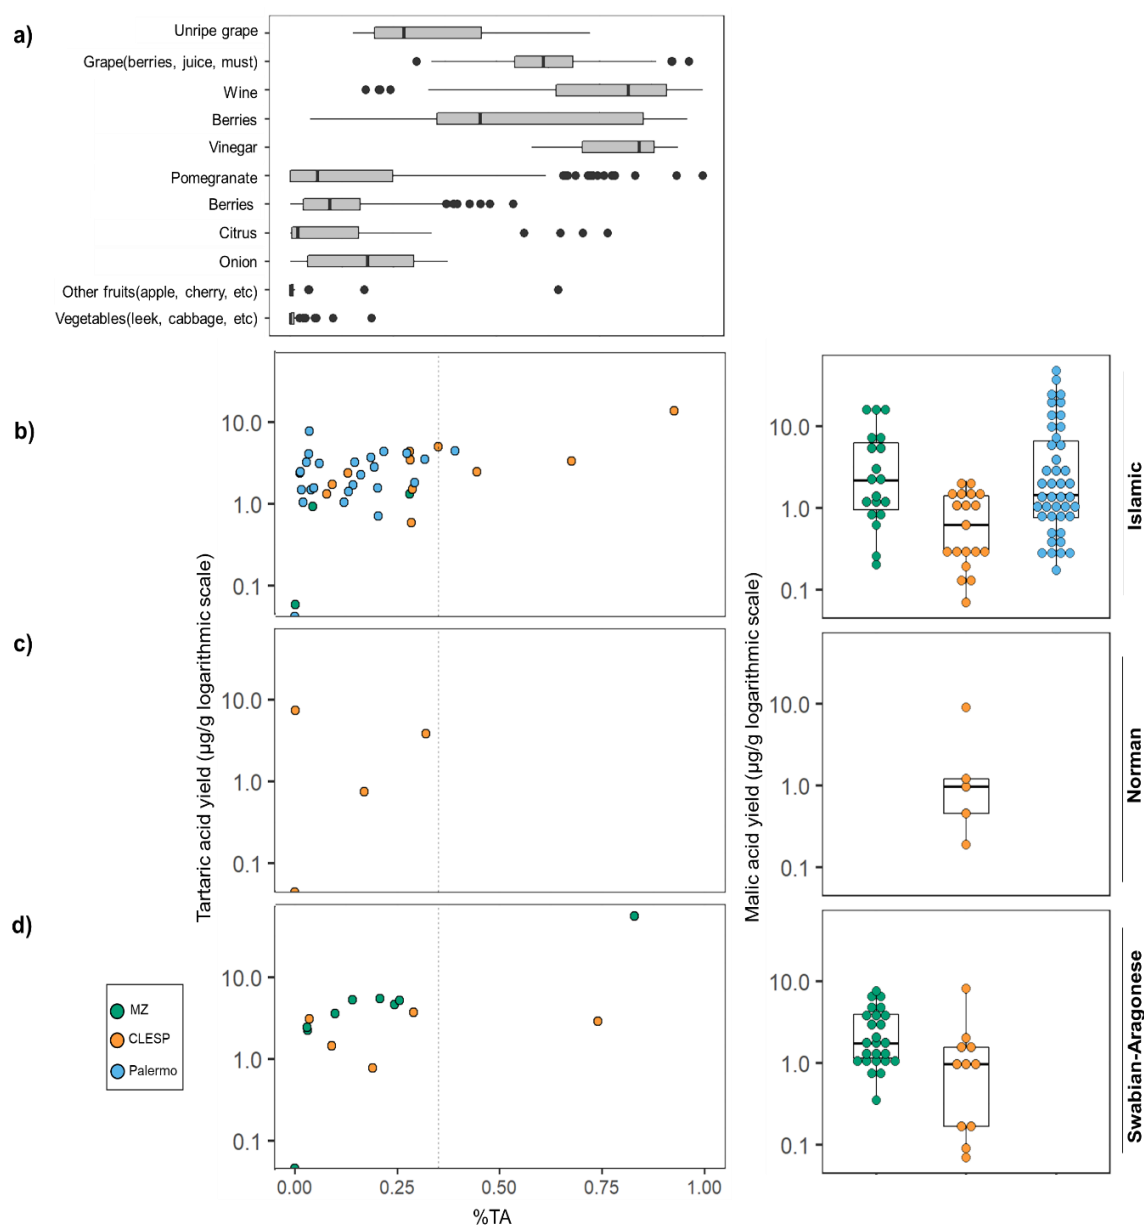 a)
Unripe grape
Grape(berries, juice, must)
Wine
Berries
Vinegar
Pomegranate
Berries
Citrus
Onion
Other fruits(apple, cherry, etc)
Vegetables(leek, cabbage, etc)
b)
10.0
1.0
0.1
10.0
1.0
0.1
Islamic
c)
Tartaric acid yield (µg/g logarithmic scale)
10.0
1.0
0.1
Malic acid yield (µg/g logarithmic scale)
10.0
1.0
0.1
Norman
d)
10.0
1.0
0.1
10.0
1.0
0.1
Swabian-Aragonese
MZ
CLESP
Palermo
0.00 0.25 0.50 0.75 1.00
%TA